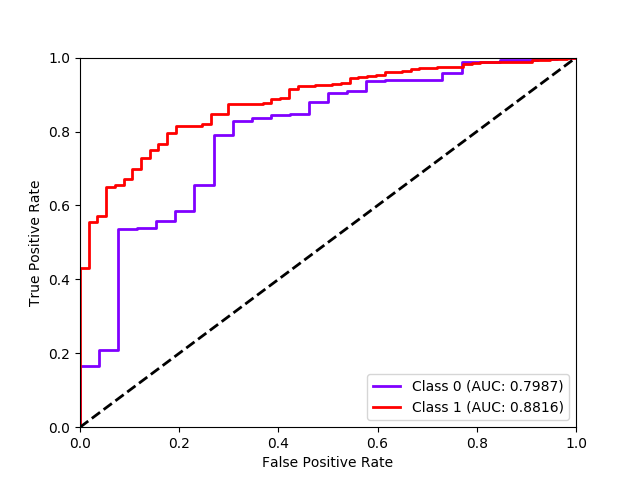 1.0
0.8
0.6
0.4
0.2
0.0
0.0 0.2 0.4 0.6 0.8 1.0
True Positive Rate
False Positive Rate
Class 0 (AUC: 0.7987)
Class 1 (AUC: 0.8816)